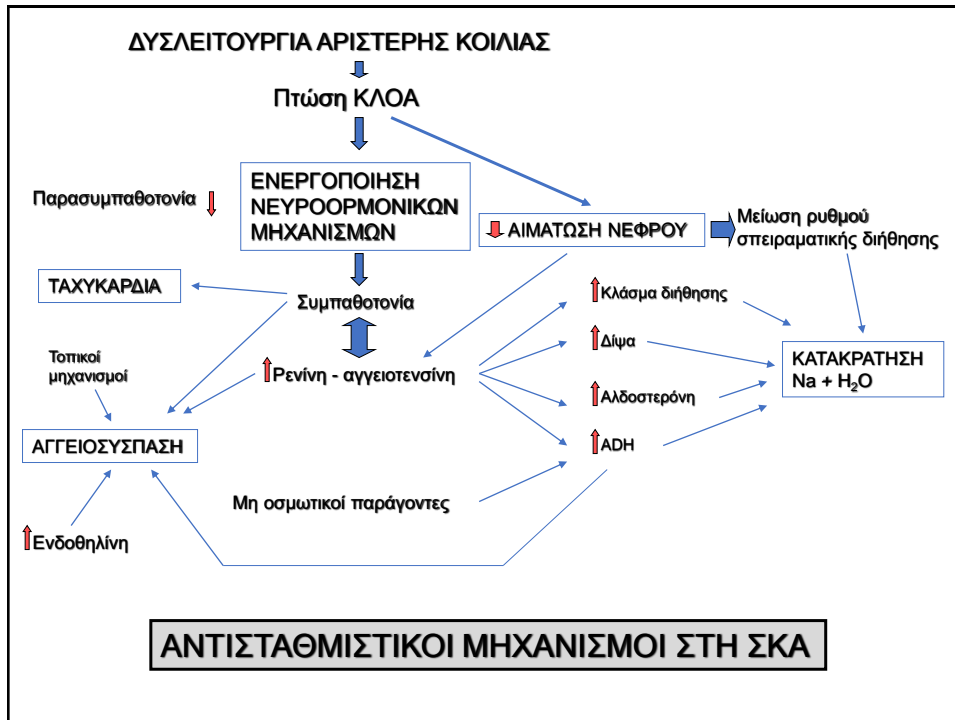 ΔΥΣΛΕΙΤΟΥΡΓΙΑ ΑΡΙΣΤΕΡΗΣ ΚΟΙΛΙΑΣ
Πτώση ΚΛΟΑ
Παρασυμπαθοτονία
ΕΝΕΡΓΟΠΟΙΗΣΗ
ΝΕΥΡΟΟΡΜΟΝΙΚΩΝ
ΜΗΧΑΝΙΣΜΩΝ
ΑΙΜΑΤΩΣΗ ΝΕΦΡΟΥ
Μείωση ρυθμού
σπειραματικής διήθησης
ΤΑΧΥΚΑΡΔΙΑ
Συμπαθοτονία
Κλάσμα διήθησης
Τοπικοί
μηχανισμοί
Ρενίνη - αγγειοτενσίνη
Δίψα
ΚΑΤΑΚΡΑΤΗΣΗ
Na + H₂O
Αλδοστερόνη
ΑΓΓΕΙΟΣΥΣΠΑΣΗ
ADH
Μη οσμωτικοί παράγοντες
Ενδοθηλίνη
ΑΝΤΙΣΤΑΘΜΙΣΤΙΚΟΙ ΜΗΧΑΝΙΣΜΟΙ ΣΤΗ ΣΚΑ